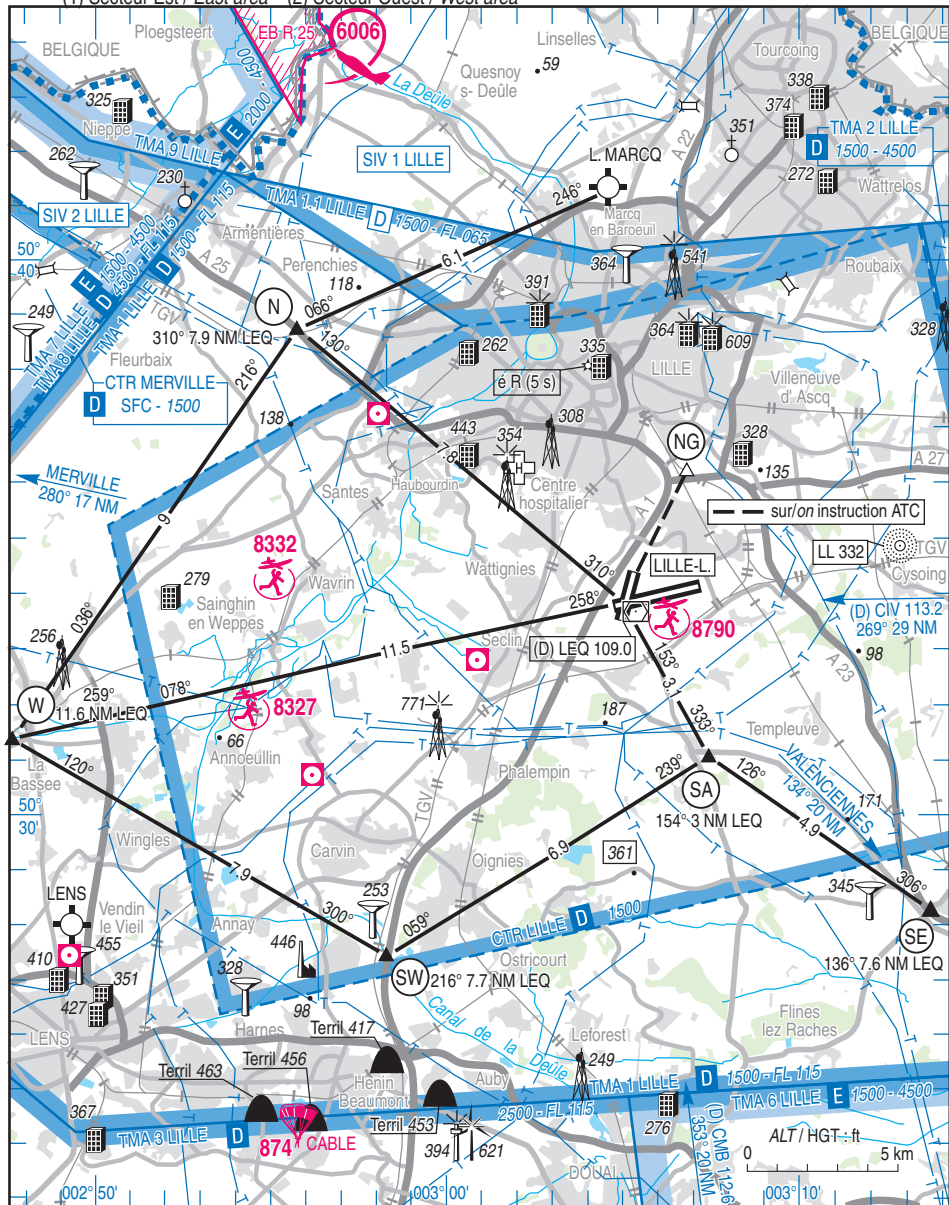 (1) Secteur Est / East area (2) Secteur Ouest / West area
BELGIQUE
Ploegsteert
EB R 25
6006
Linselles
59
Quesnoy
s- Deûle
La Deûle
Tourcoing
BELGIQUE
338
374
325
Nieppe
E 2000' - 4500
TMA 9 LILLE
SIV 1 LILLE
A 22
351
TMA 2 LILLE
D 1500 - 4500
262
230
L. MARCQ
272
Wattrelos
SIV 2 LILLE
246°
TMA 1.1 LILLE D 1500 - FL 065
Marcq
en Baroeuil
Armentières
50°
40'
A 25
6.1
364
541
Roubaix
Perenchies
118
391
249
TGV
N
066°
130°
310° 7.9 NM LEQ
TMA 7 LILLE E 1500 - 4500
TMA 8 LILLE D 4500 - FL 115
TMA 1 LILLE D 1500 - FL 115
Fleurbaix
216°
262
335
364
609
328
LILLE
é R (5 s)
Villeneuve
d' Ascq
CTR MERVILLE
D SFC - 1500
138
308
443
354
NG
328
135
7.8
A 27
MERVILLE
280° 17 NM
Santes
Haubourdin
Centre
hospitalier
A 1
sur/on instruction ATC
9
8332
Wavrin
Wattignies
310°
LL 332
TGV
LILLE-L.
Cysoing
279
Sainghin
en Weppes
258°
8790
(D) CIV 113.2
269° 29 NM
036°
256
11.5
Seclin
(D) LEQ 109.0
153°
98
W
259°
11.6 NM LEQ
078°
3.1
A 23
8327
771
187
333°
Templeuve
66
Annoeullin
La
Bassee
120°
Phalempin
239°
126°
VALENCIENNES
134° 20 NM
SA
154° 3 NM LEQ
171
50°
30'
TGV
Wingles
Carvin
Oignies
6.9
361
4.9
7.9
345
306°
LENS
Vendin
le Vieil
253
300°
059°
Annay
CTR LILLE D 1500
SE
136° 7.6 NM LEQ
410
455
446
Ostricourt
351
328
SW
216° 7.7 NM LEQ
427
98
Canal de la Deûle
Flines
lez Raches
LENS
Harnes
Terril 417
Leforest
Terril 463
Terril 456
Hénin
Beaumont
Auby
249
TMA 1 LILLE D 1500 - FL 115
2500 - FL 115
TMA 6 LILLE E 1500 - 4500
367
TMA 3 LILLE D
874 CABLE
Terril 453
394
621
276
(D) CMB 112.6
353° 20 NM
ALT / HGT : ft
0 5 km
DOUAI
002° 50'
003° 00'
003° 10'